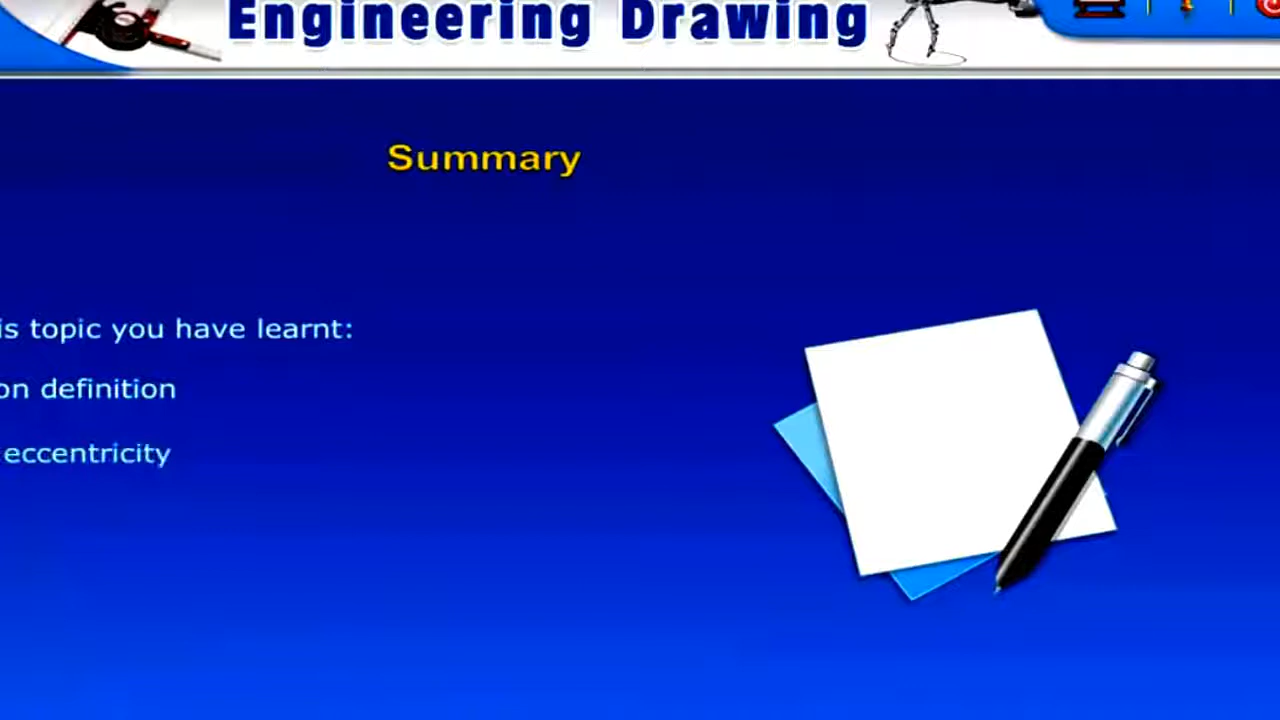 Engineering Drawing
Summary
is topic you have learnt:
on definition
eccentricity